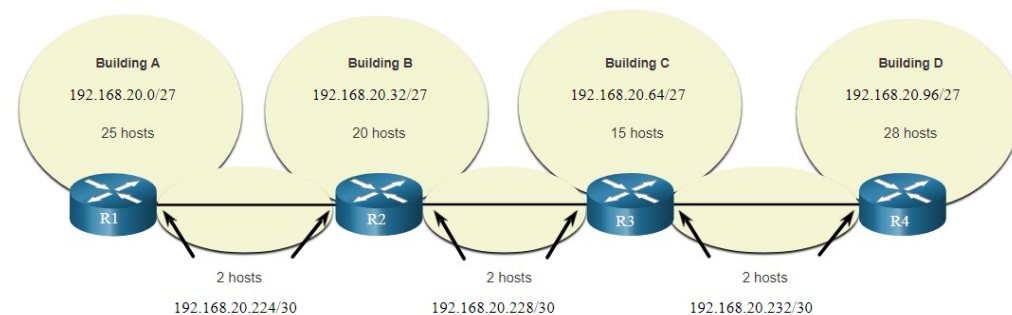 Building A
192.168.20.0/27
25 hosts
Building B
192.168.20.32/27
20 hosts
Building C
192.168.20.64/27
15 hosts
Building D
192.168.20.96/27
28 hosts
R1
R2
R3
R4
2 hosts
192.168.20.224/30
2 hosts
192.168.20.228/30
2 hosts
192.168.20.232/30